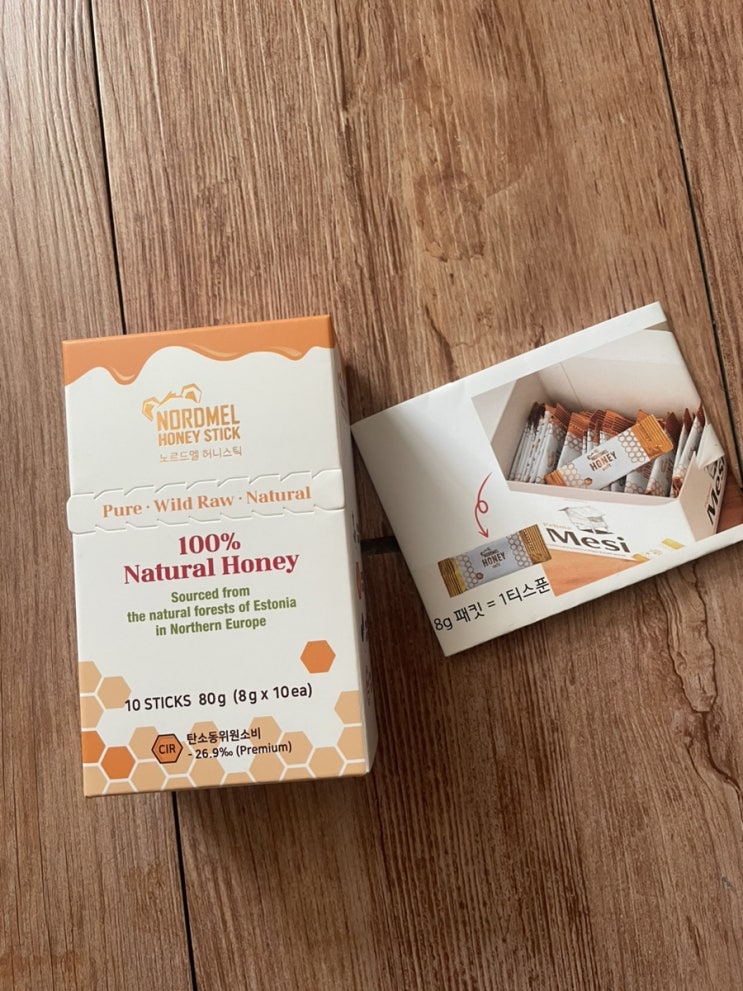 NORDMEL
HONEY STICK
노르드멜 허니스틱
Pure · Wild Raw · Natural
100%
Natural Honey
Sourced from
the natural forests of Estonia
in Northern Europe
10 STICKS 80g (8g x 10ea)
CIR
탄소동위원소비
- 26.9‰ (Premium)
HONEY
Mesi
Mesi
HONEY
8g 패킷 = 1티스푼